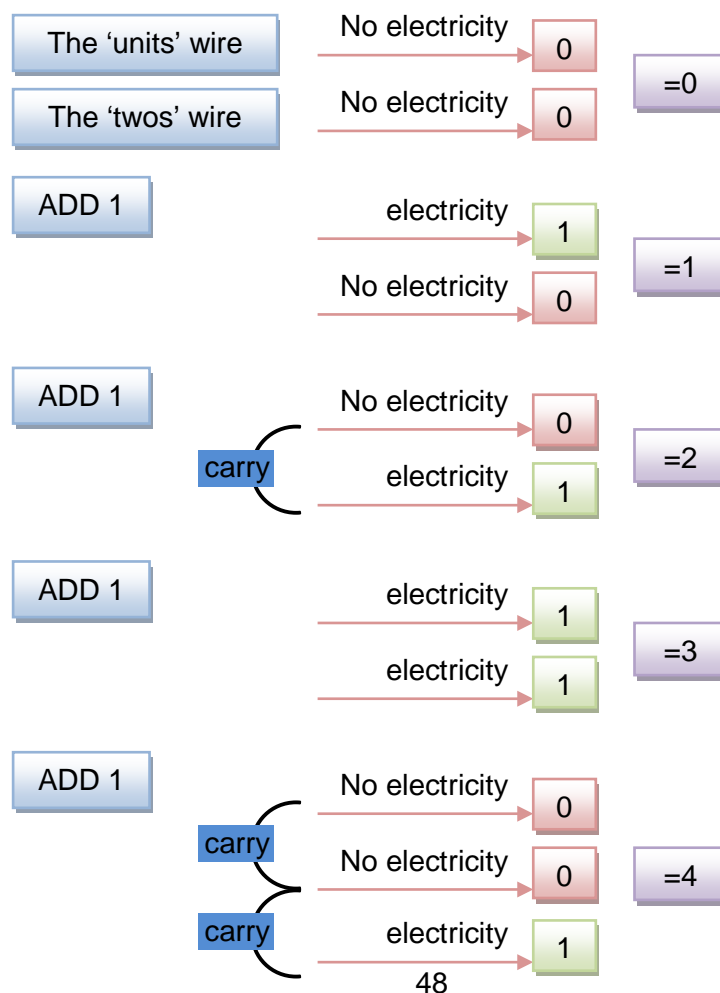 The ‘units’ wire No electricity 0 =0
The ‘twos’ wire No electricity 0
ADD 1 electricity 1 =1
No electricity 0
ADD 1 No electricity 0 =2
carry electricity 1
ADD 1 electricity 1 =3
electricity 1
ADD 1 No electricity 0
carry No electricity 0 =4
carry electricity 1
48